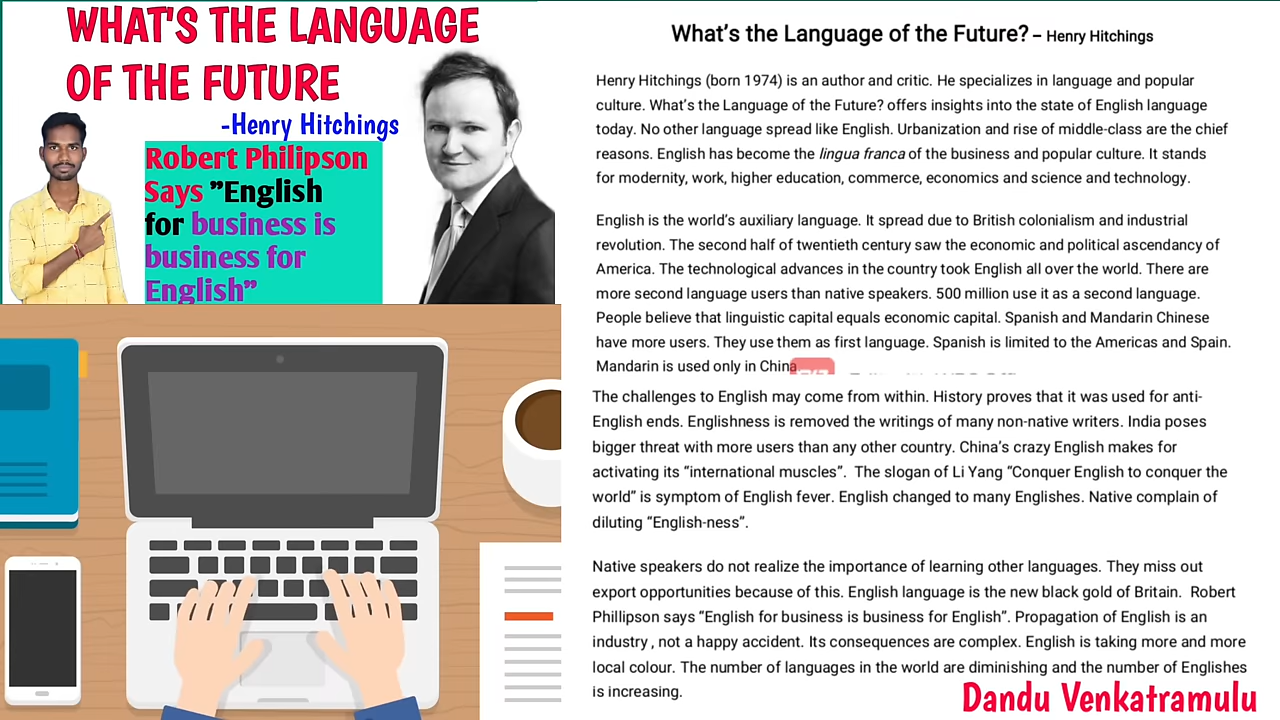 WHAT'S THE LANGUAGE
OF THE FUTURE
-Henry Hitchings
Robert Philipson
Says ”English
for business is
business for
English”
What’s the Language of the Future? – Henry Hitchings
Henry Hitchings (born 1974) is an author and critic. He specializes in language and popular
culture. What’s the Language of the Future? offers insights into the state of English language
today. No other language spread like English. Urbanization and rise of middle-class are the chief
reasons. English has become the lingua franca of the business and popular culture. It stands
for modernity, work, higher education, commerce, economics and science and technology.
English is the world’s auxiliary language. It spread due to British colonialism and industrial
revolution. The second half of twentieth century saw the economic and political ascendancy of
America. The technological advances in the country took English all over the world. There are
more second language users than native speakers. 500 million use it as a second language.
People believe that linguistic capital equals economic capital. Spanish and Mandarin Chinese
have more users. They use them as first language. Spanish is limited to the Americas and Spain.
Mandarin is used only in China
The challenges to English may come from within. History proves that it was used for anti-
English ends. Englishness is removed the writings of many non-native writers. India poses
bigger threat with more users than any other country. China’s crazy English makes for
activating its “international muscles”. The slogan of Li Yang “Conquer English to conquer the
world” is symptom of English fever. English changed to many Englishes. Native complain of
diluting “English-ness”.
Native speakers do not realize the importance of learning other languages. They miss out
export opportunities because of this. English language is the new black gold of Britain. Robert
Phillipson says “English for business is business for English”. Propagation of English is an
industry , not a happy accident. Its consequences are complex. English is taking more and more
local colour. The number of languages in the world are diminishing and the number of Englishes
is increasing.
Dandu Venkatramulu